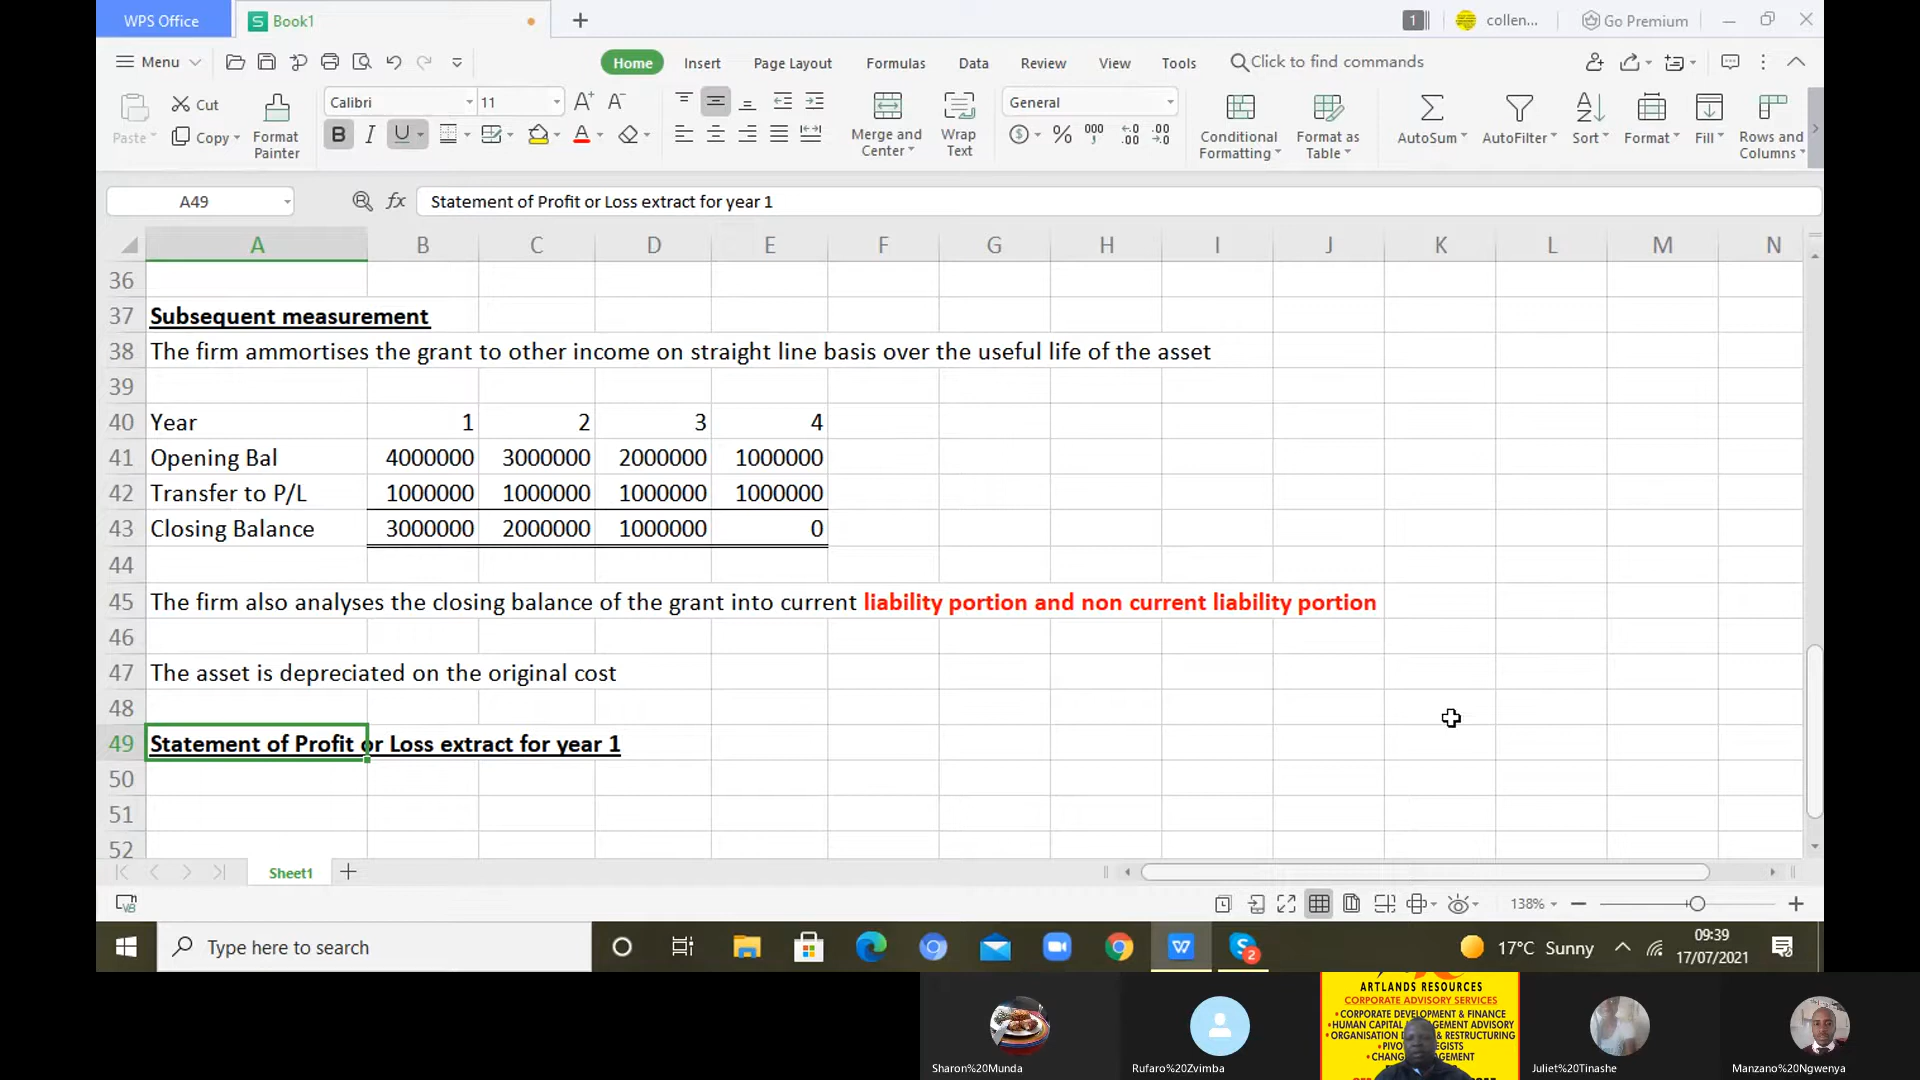 WPS Office
Book1
1
collen...
Go Premium
Menu
Home
Insert
Page Layout
Formulas
Data
Review
View
Tools
Click to find commands
Paste
Cut
Copy
Format
Painter
Calibri
11
Merge and
Center
Wrap
Text
General
Conditional
Formatting
Format as
Table
AutoSum
AutoFilter
Sort
Format
Fill
Rows and
Columns
A49
Statement of Profit or Loss extract for year 1
A B C D E F G H I J K L M N
36
37 Subsequent measurement
38 The firm ammortises the grant to other income on straight line basis over the useful life of the asset
39
40 Year 1 2 3 4
41 Opening Bal 4000000 3000000 2000000 1000000
42 Transfer to P/L 1000000 1000000 1000000 1000000
43 Closing Balance 3000000 2000000 1000000 0
44
45 The firm also analyses the closing balance of the grant into current liability portion and non current liability portion
46
47 The asset is depreciated on the original cost
48
49 Statement of Profit or Loss extract for year 1
50
51
52
Sheet1
138%
Type here to search
2
17°C Sunny
09:39
17/07/2021
ARTLANDS RESOURCES
CORPORATE ADVISORY SERVICES
• CORPORATE DEVELOPMENT & FINANCE
Sharon%20Munda
Rufaro%20Zvimba
Juliet%20Tinashe
Manzano%20Ngwenya